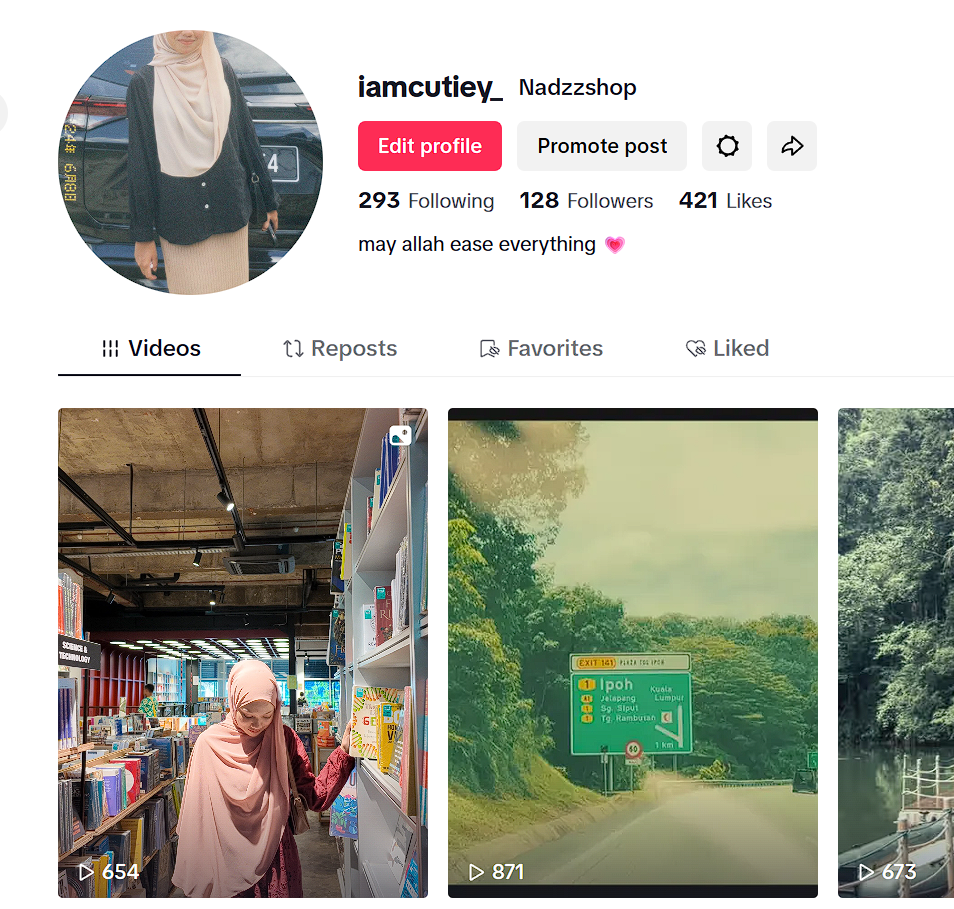 iamcutiey_ Nadzzshop
Edit profile
Promote post
4
293 Following 128 Followers 421 Likes
may allah ease everything 💗
Videos
Reposts
Favorites
Liked
SCIENCE &
TECHNOLOGY
EXIT 141 PLAZA TOL IPOH
1 Ipoh
Jelapang
Sg. Siput
Tg. Rambutan
Kuala
Lumpur
1 km
60
654
871
673